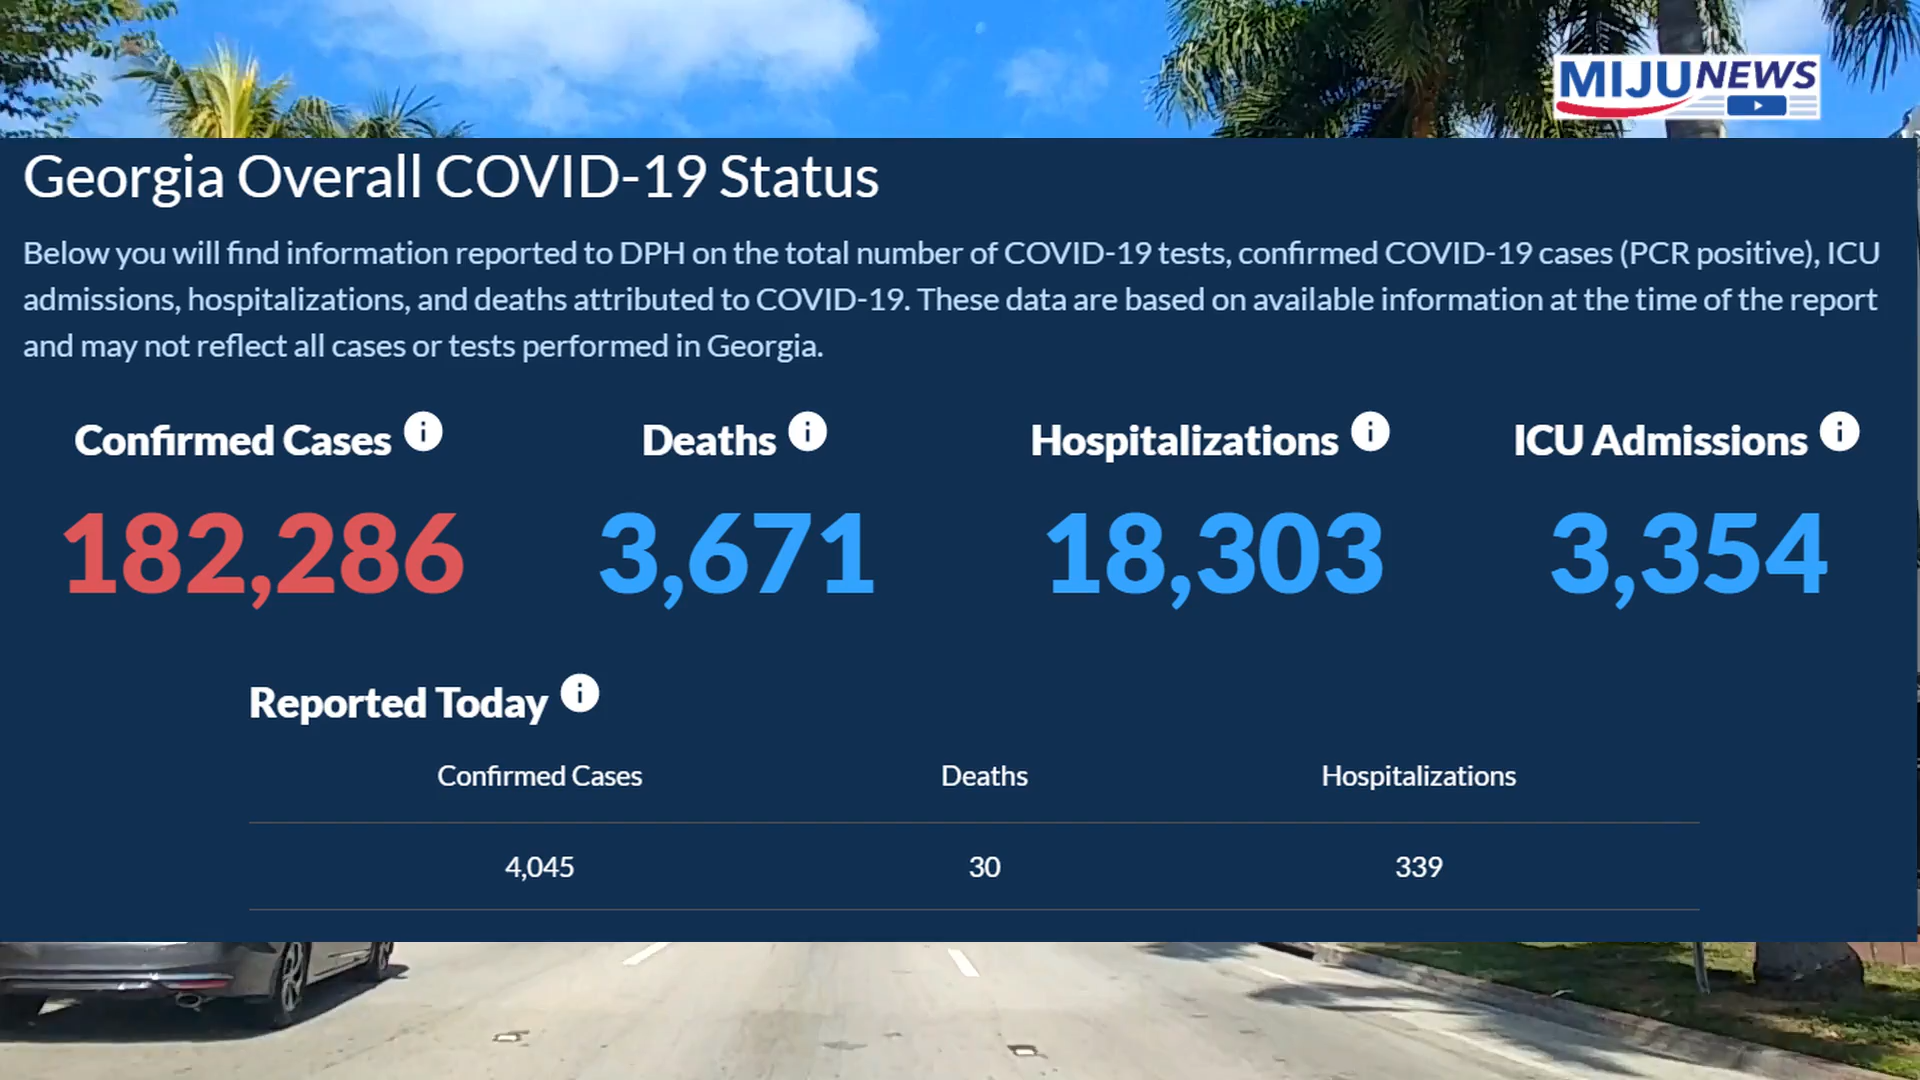 MIJU NEWS
Georgia Overall COVID-19 Status
Below you will find information reported to DPH on the total number of COVID-19 tests, confirmed COVID-19 cases (PCR positive), ICU
admissions, hospitalizations, and deaths attributed to COVID-19. These data are based on available information at the time of the report
and may not reflect all cases or tests performed in Georgia.
Confirmed Cases Deaths Hospitalizations ICU Admissions
182,286 3,671 18,303 3,354
Reported Today
Confirmed Cases Deaths Hospitalizations
4,045 30 339